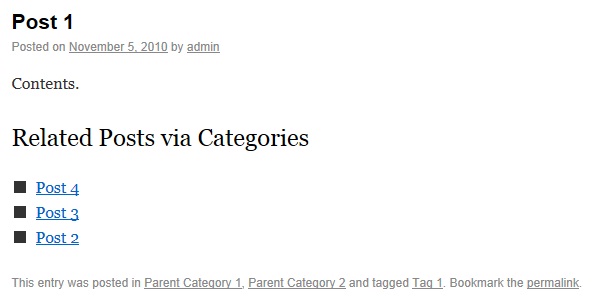 Post 1
Posted on November 5, 2010 by admin
Contents.
Related Posts via Categories
Post 4
Post 3
Post 2
This entry was posted in Parent Category 1, Parent Category 2 and tagged Tag 1. Bookmark the permalink.